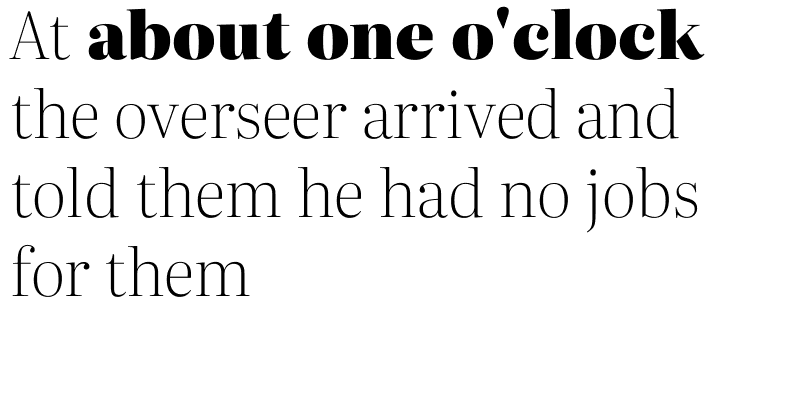 At about one o'clock
the overseer arrived and
told them he had no jobs
for them